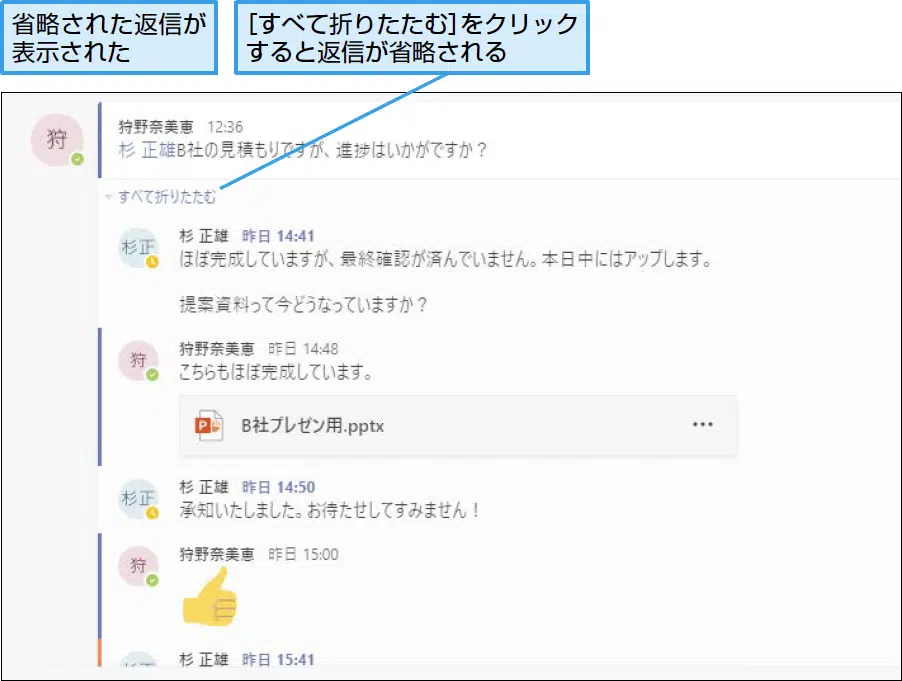 省略された返信が
表示された
[すべて折りたたむ]をクリック
すると返信が省略される
狩
狩野奈美恵 12:36
杉 正雄B社の見積もりですが、進捗はいかがですか？
すべて折りたたむ
杉正
杉 正雄 昨日 14:41
ほぼ完成していますが、最終確認が済んでいません。本日中にはアップします。
提案資料って今どうなっていますか？
狩
狩野奈美恵 昨日 14:48
こちらもほぼ完成しています。
P
B社プレゼン用.pptx
杉正
杉 正雄 昨日 14:50
承知いたしました。お待たせしてすみません！
狩
狩野奈美恵 昨日 15:00
杉 正雄 昨日 15:41